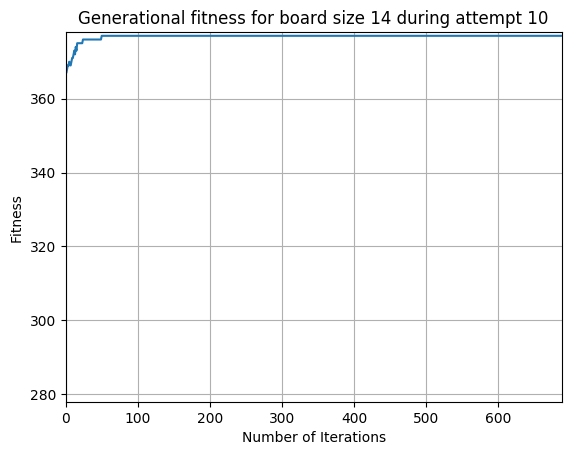 Generational fitness for board size 14 during attempt 10
Fitness
360
340
320
300
280
0 100 200 300 400 500 600
Number of Iterations